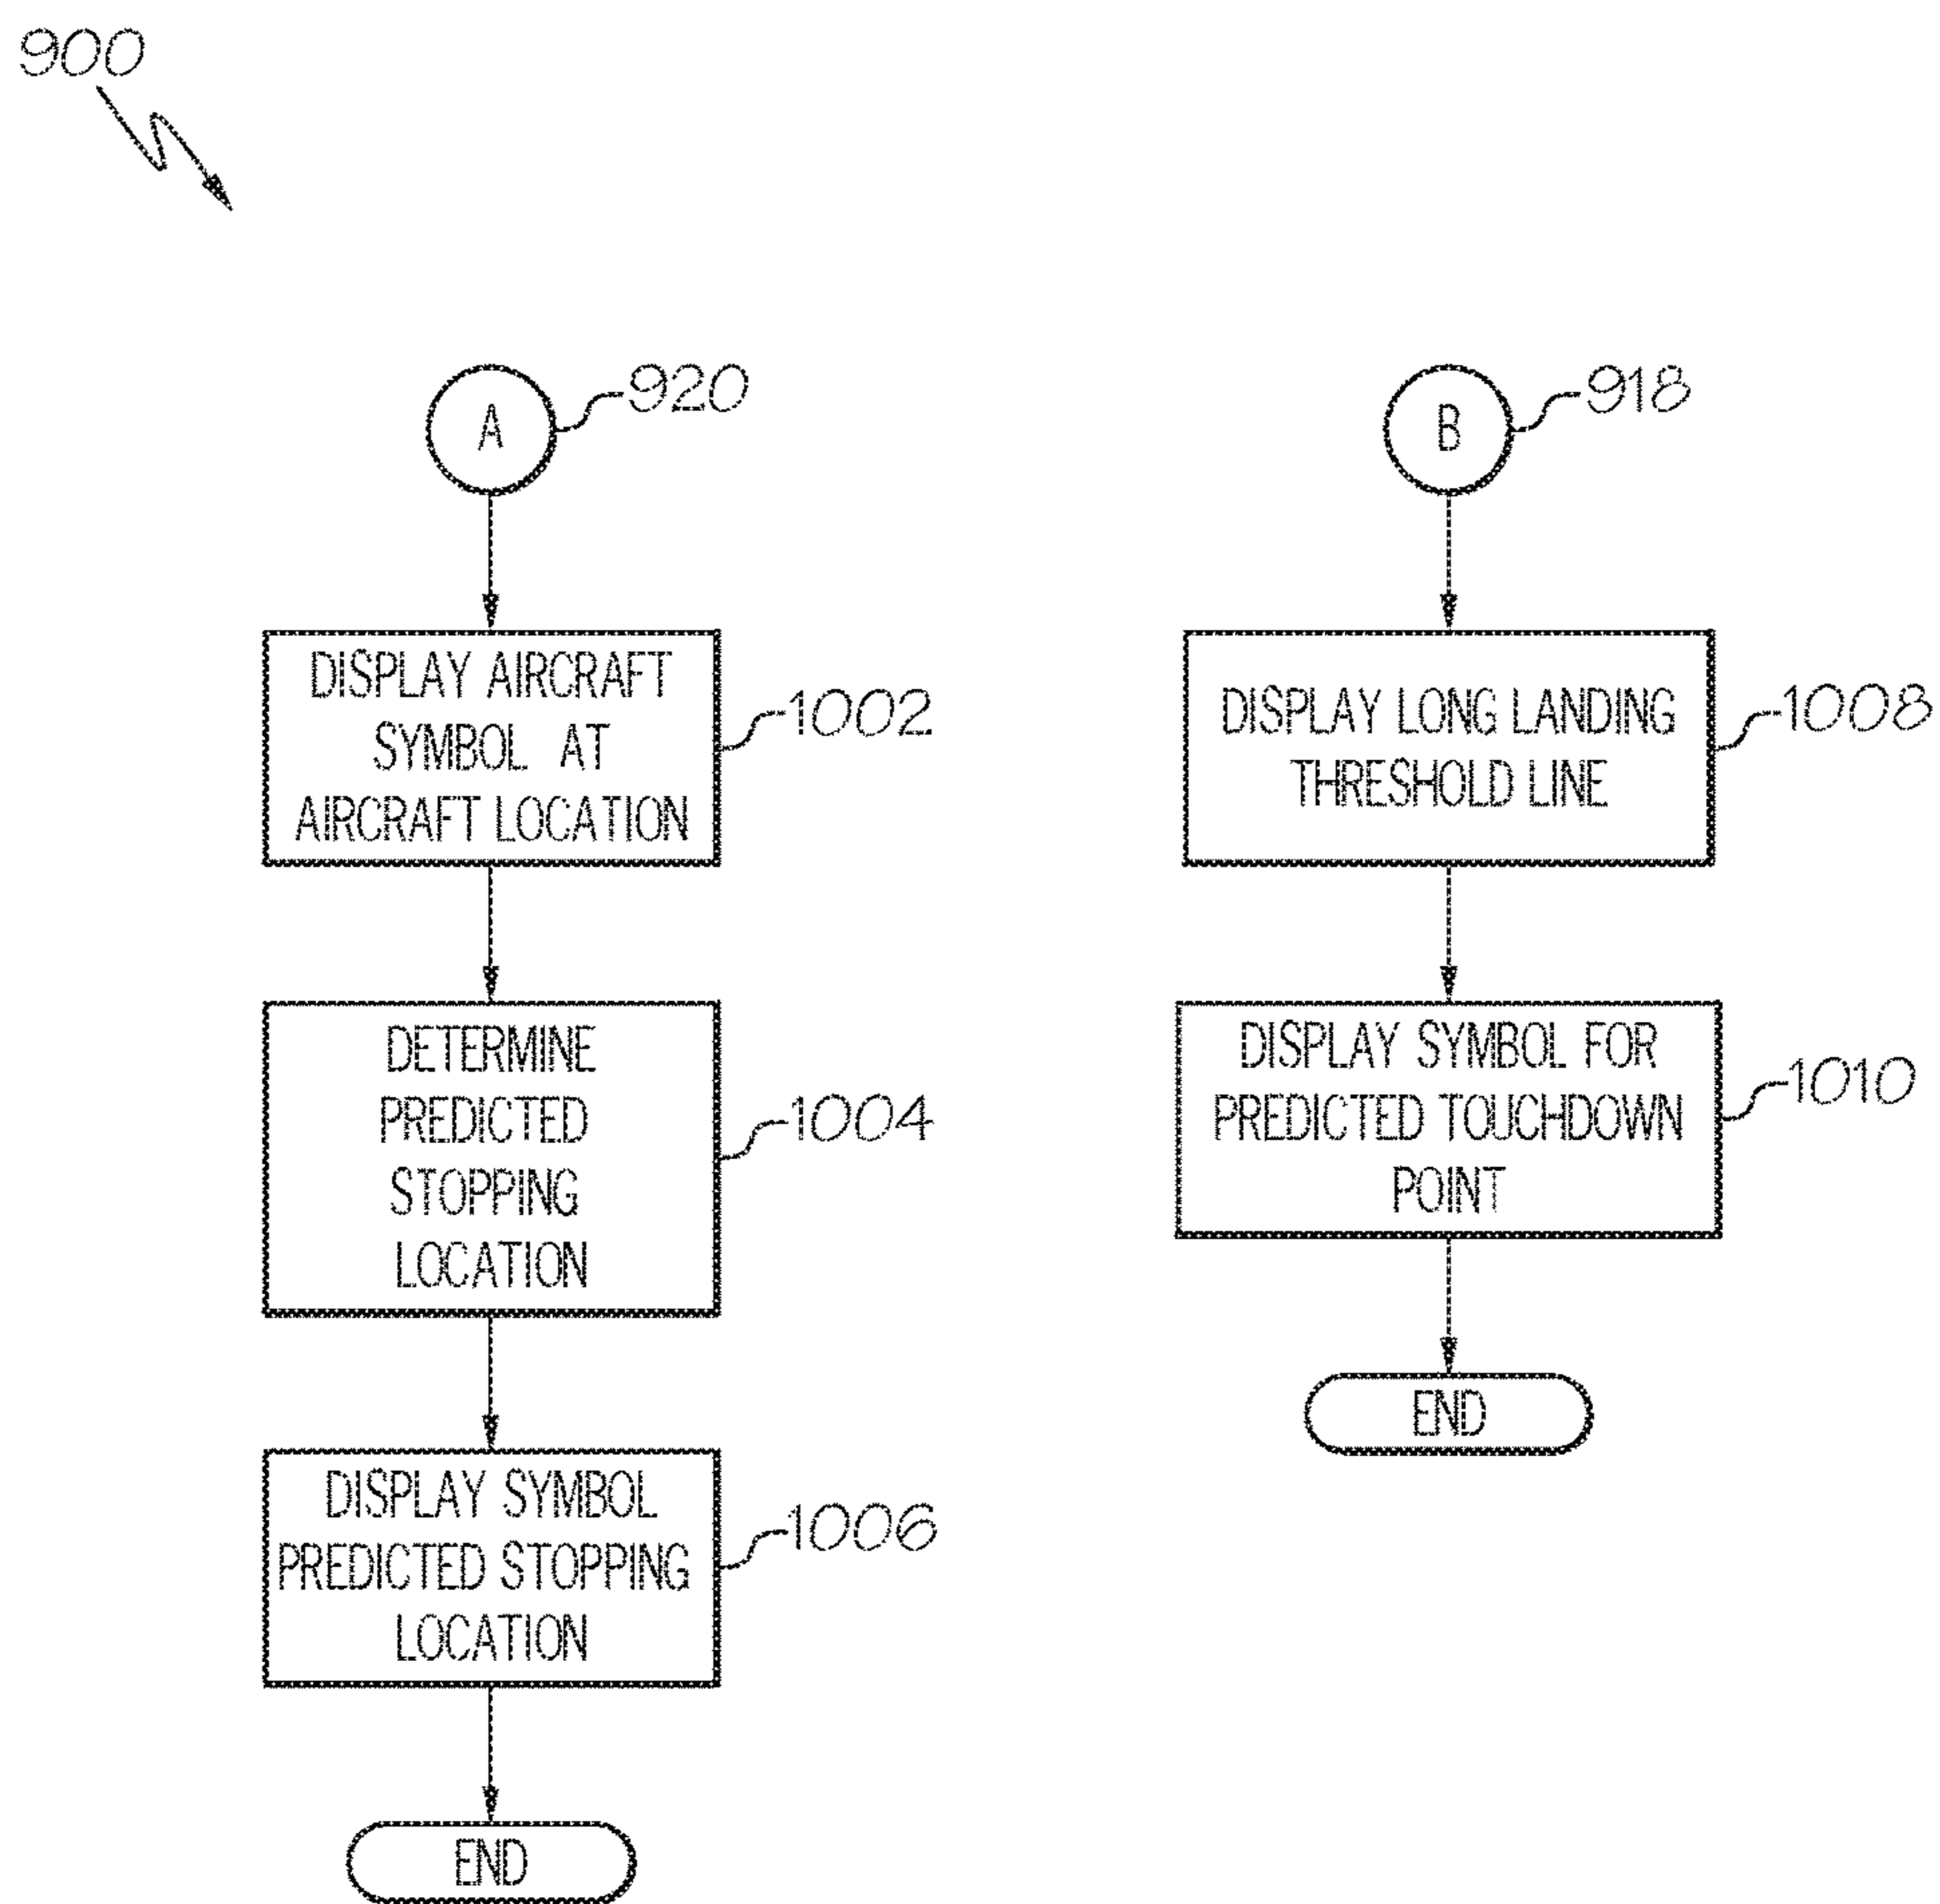 900
A
920
DISPLAY AIRCRAFT
SYMBOL AT
AIRCRAFT LOCATION
1002
DETERMINE
PREDICTED
STOPPING
LOCATION
1004
DISPLAY SYMBOL
PREDICTED STOPPING
LOCATION
1006
END
B
918
DISPLAY LONG LANDING
THRESHOLD LINE
1008
DISPLAY SYMBOL FOR
PREDICTED TOUCHDOWN
POINT
1010
END